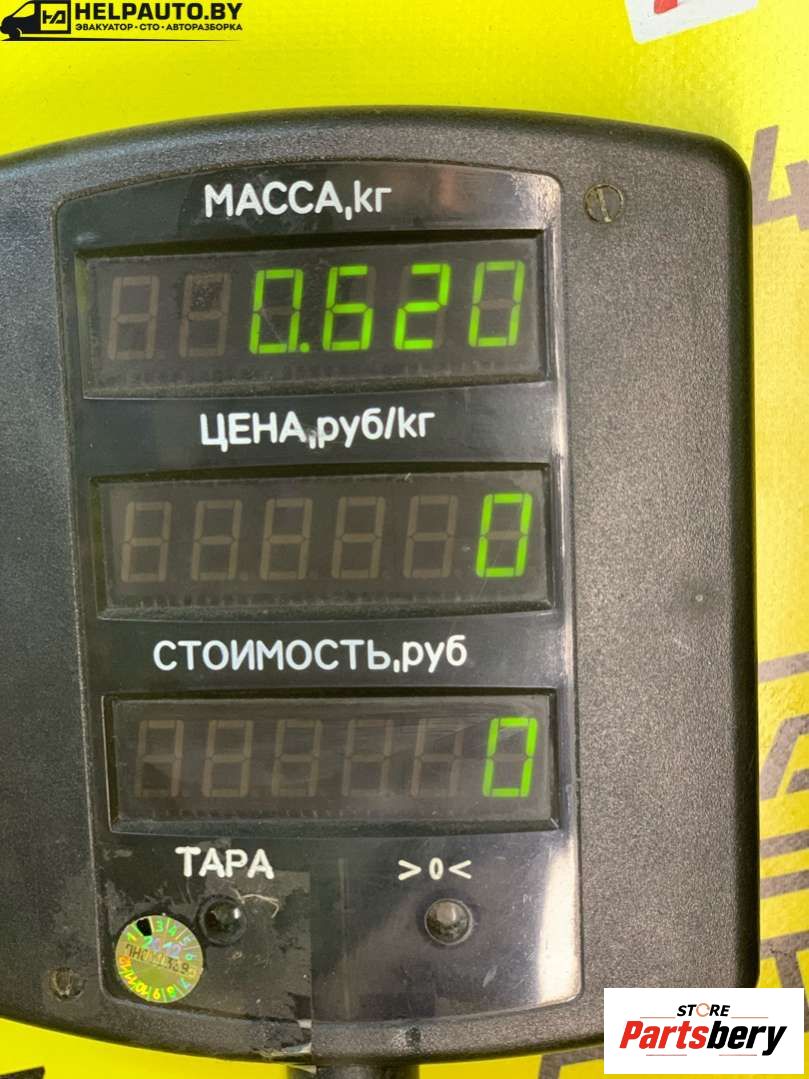 HELPAUTO.BY
ЭВАКУАТОР • СТО • АВТОРАЗБОРКА
МАССА,кг
0.620
ЦЕНА,руб/кг
0
СТОИМОСТЬ,руб
0
ТАРА
>0<
2012
STORE
Partsbery